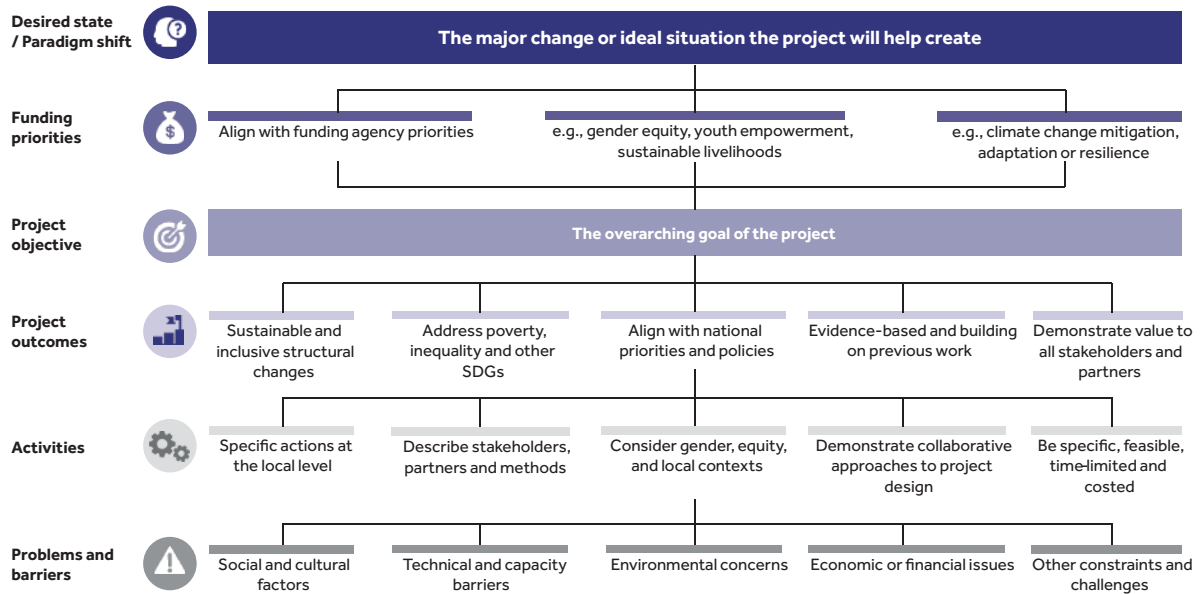 Desired state
/ Paradigm shift
The major change or ideal situation the project will help create
Funding
priorities
Align with funding agency priorities
e.g., gender equity, youth empowerment,
sustainable livelihoods
e.g., climate change mitigation,
adaptation or resilience
Project
objective
The overarching goal of the project
Project
outcomes
Sustainable and
inclusive structural
changes
Address poverty,
inequality and other
SDGs
Align with national
priorities and policies
Evidence-based and building
on previous work
Demonstrate value to
all stakeholders and
partners
Activities
Specific actions at
the local level
Describe stakeholders,
partners and methods
Consider gender, equity,
and local contexts
Demonstrate collaborative
approaches to project
design
Be specific, feasible,
time-limited and
costed
Problems and
barriers
Social and cultural
factors
Technical and capacity
barriers
Environmental concerns
Economic or financial issues
Other constraints and
challenges